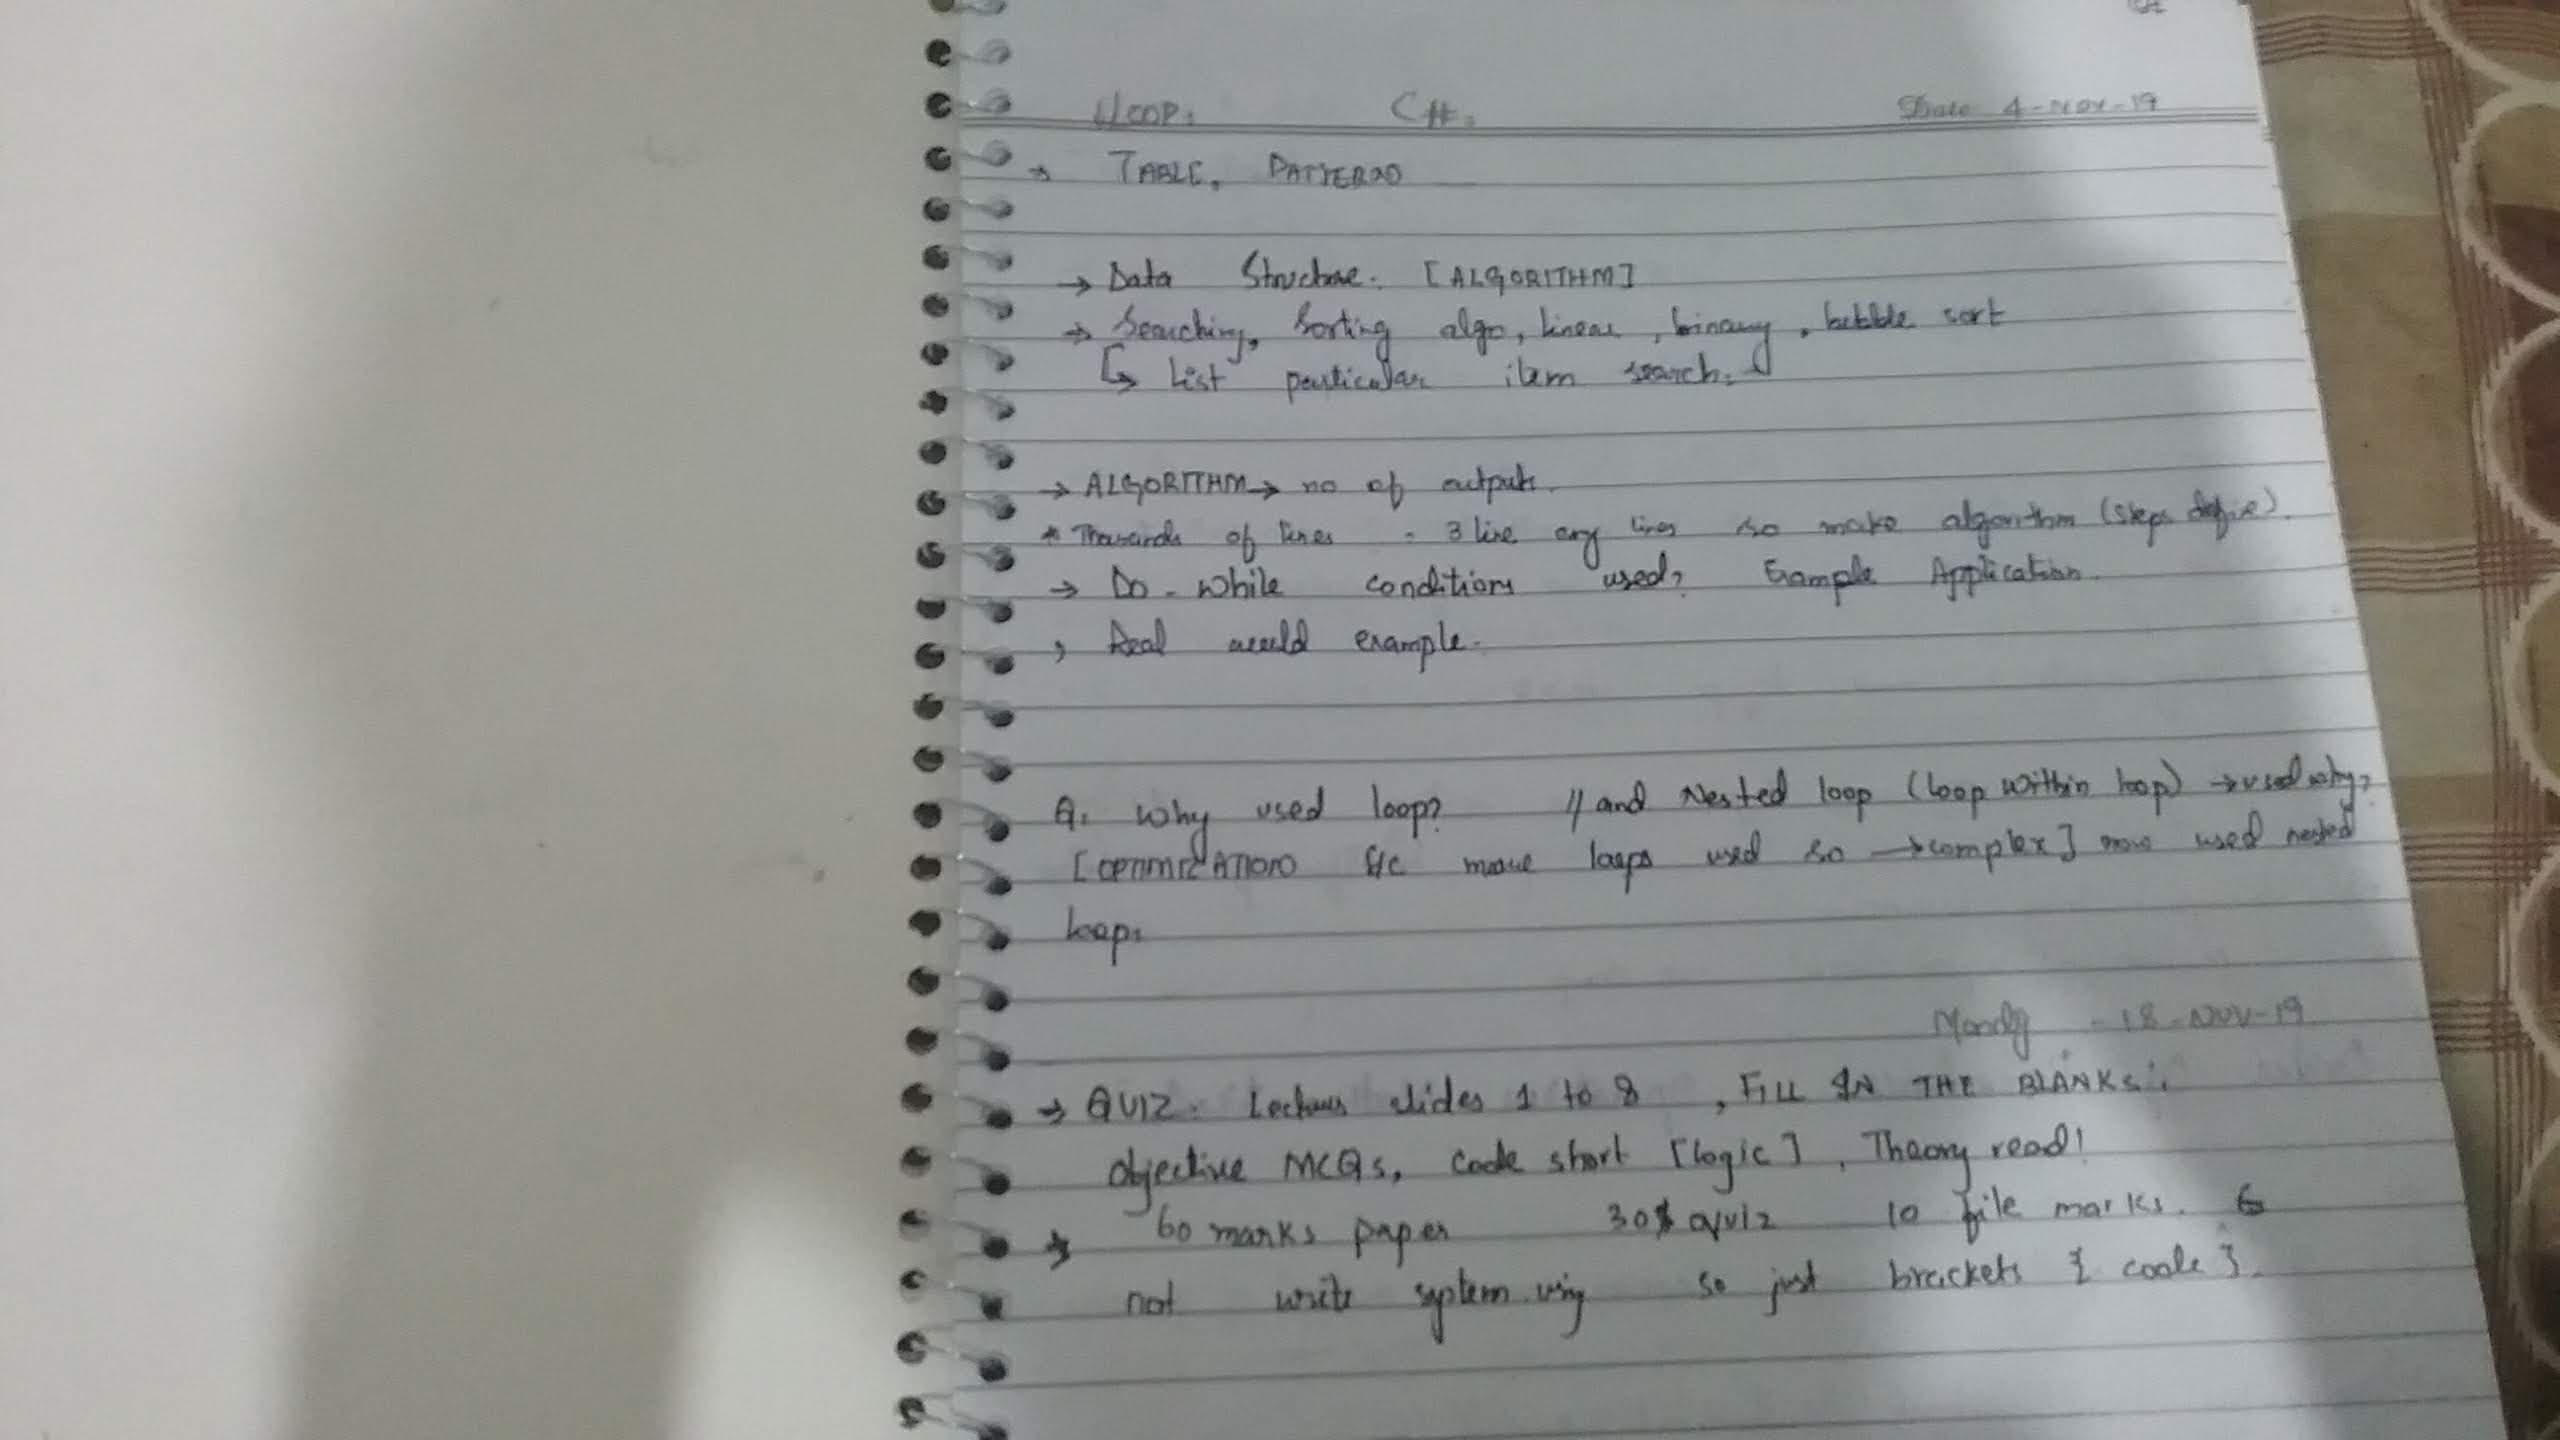 C#. Date 4-Nov-19
→ TABLE, PATTERN
→ Data Structure. [ALGORITHM]
→ Searching, Sorting algo, linear, binary, bubble sort
↳ List particular item search.
→ ALGORITHM → no of outputs.
* Thousands of lines - 3 line any lines so make algorithm (steps define).
→ Do-while conditions used? Example Application.
, Real world example.
Q. Why used loop? // and Nested loop (loop within loop) → used why?
[OPTIMIZATION B/c more loops used so → complex] more used nested
loop.
Mondy - 18-NOV-19
→ QUIZ. Lectures slides 1 to 8, FILL IN THE BLANKS.
objective MCQs, code short [logic], Theory read!
→ 60 marks paper 30 quiz 10 file marks.
not write system.using so just brackets { code }.